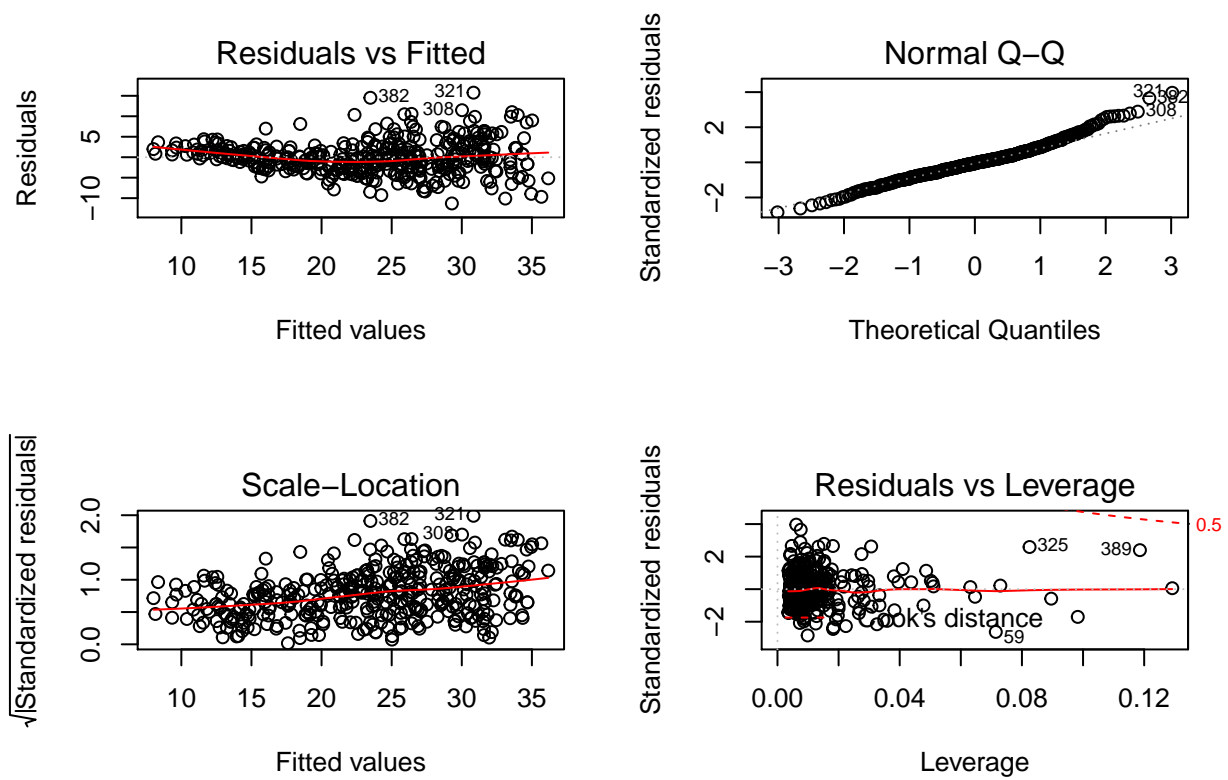 Residuals vs Fitted
Residuals
5
−10
382
321
308
10 15 20 25 30 35
Fitted values
Normal Q−Q
Standardized residuals
2
−2
321
382
308
−3 −2 −1 0 1 2 3
Theoretical Quantiles
Scale−Location
√|Standardized residuals|
2.0
1.0
0.0
382
321
308
10 15 20 25 30 35
Fitted values
Residuals vs Leverage
Standardized residuals
2
−2
0.5
325
389
ook's distance
59
0.00 0.04 0.08 0.12
Leverage